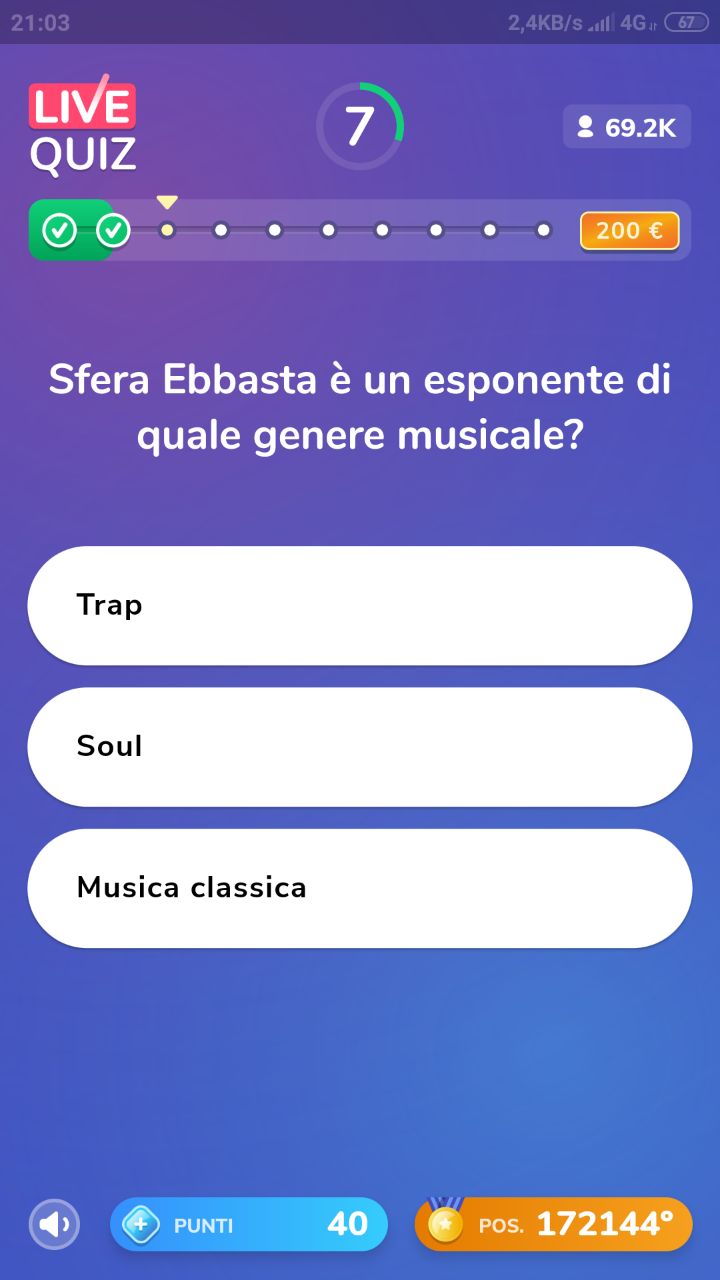 21:03
2,4KB/s 4G 67
LIVE
QUIZ
7
69.2K
200 €
Sfera Ebbasta è un esponente di
quale genere musicale?
Trap
Soul
Musica classica
PUNTI 40
POS. 172144°